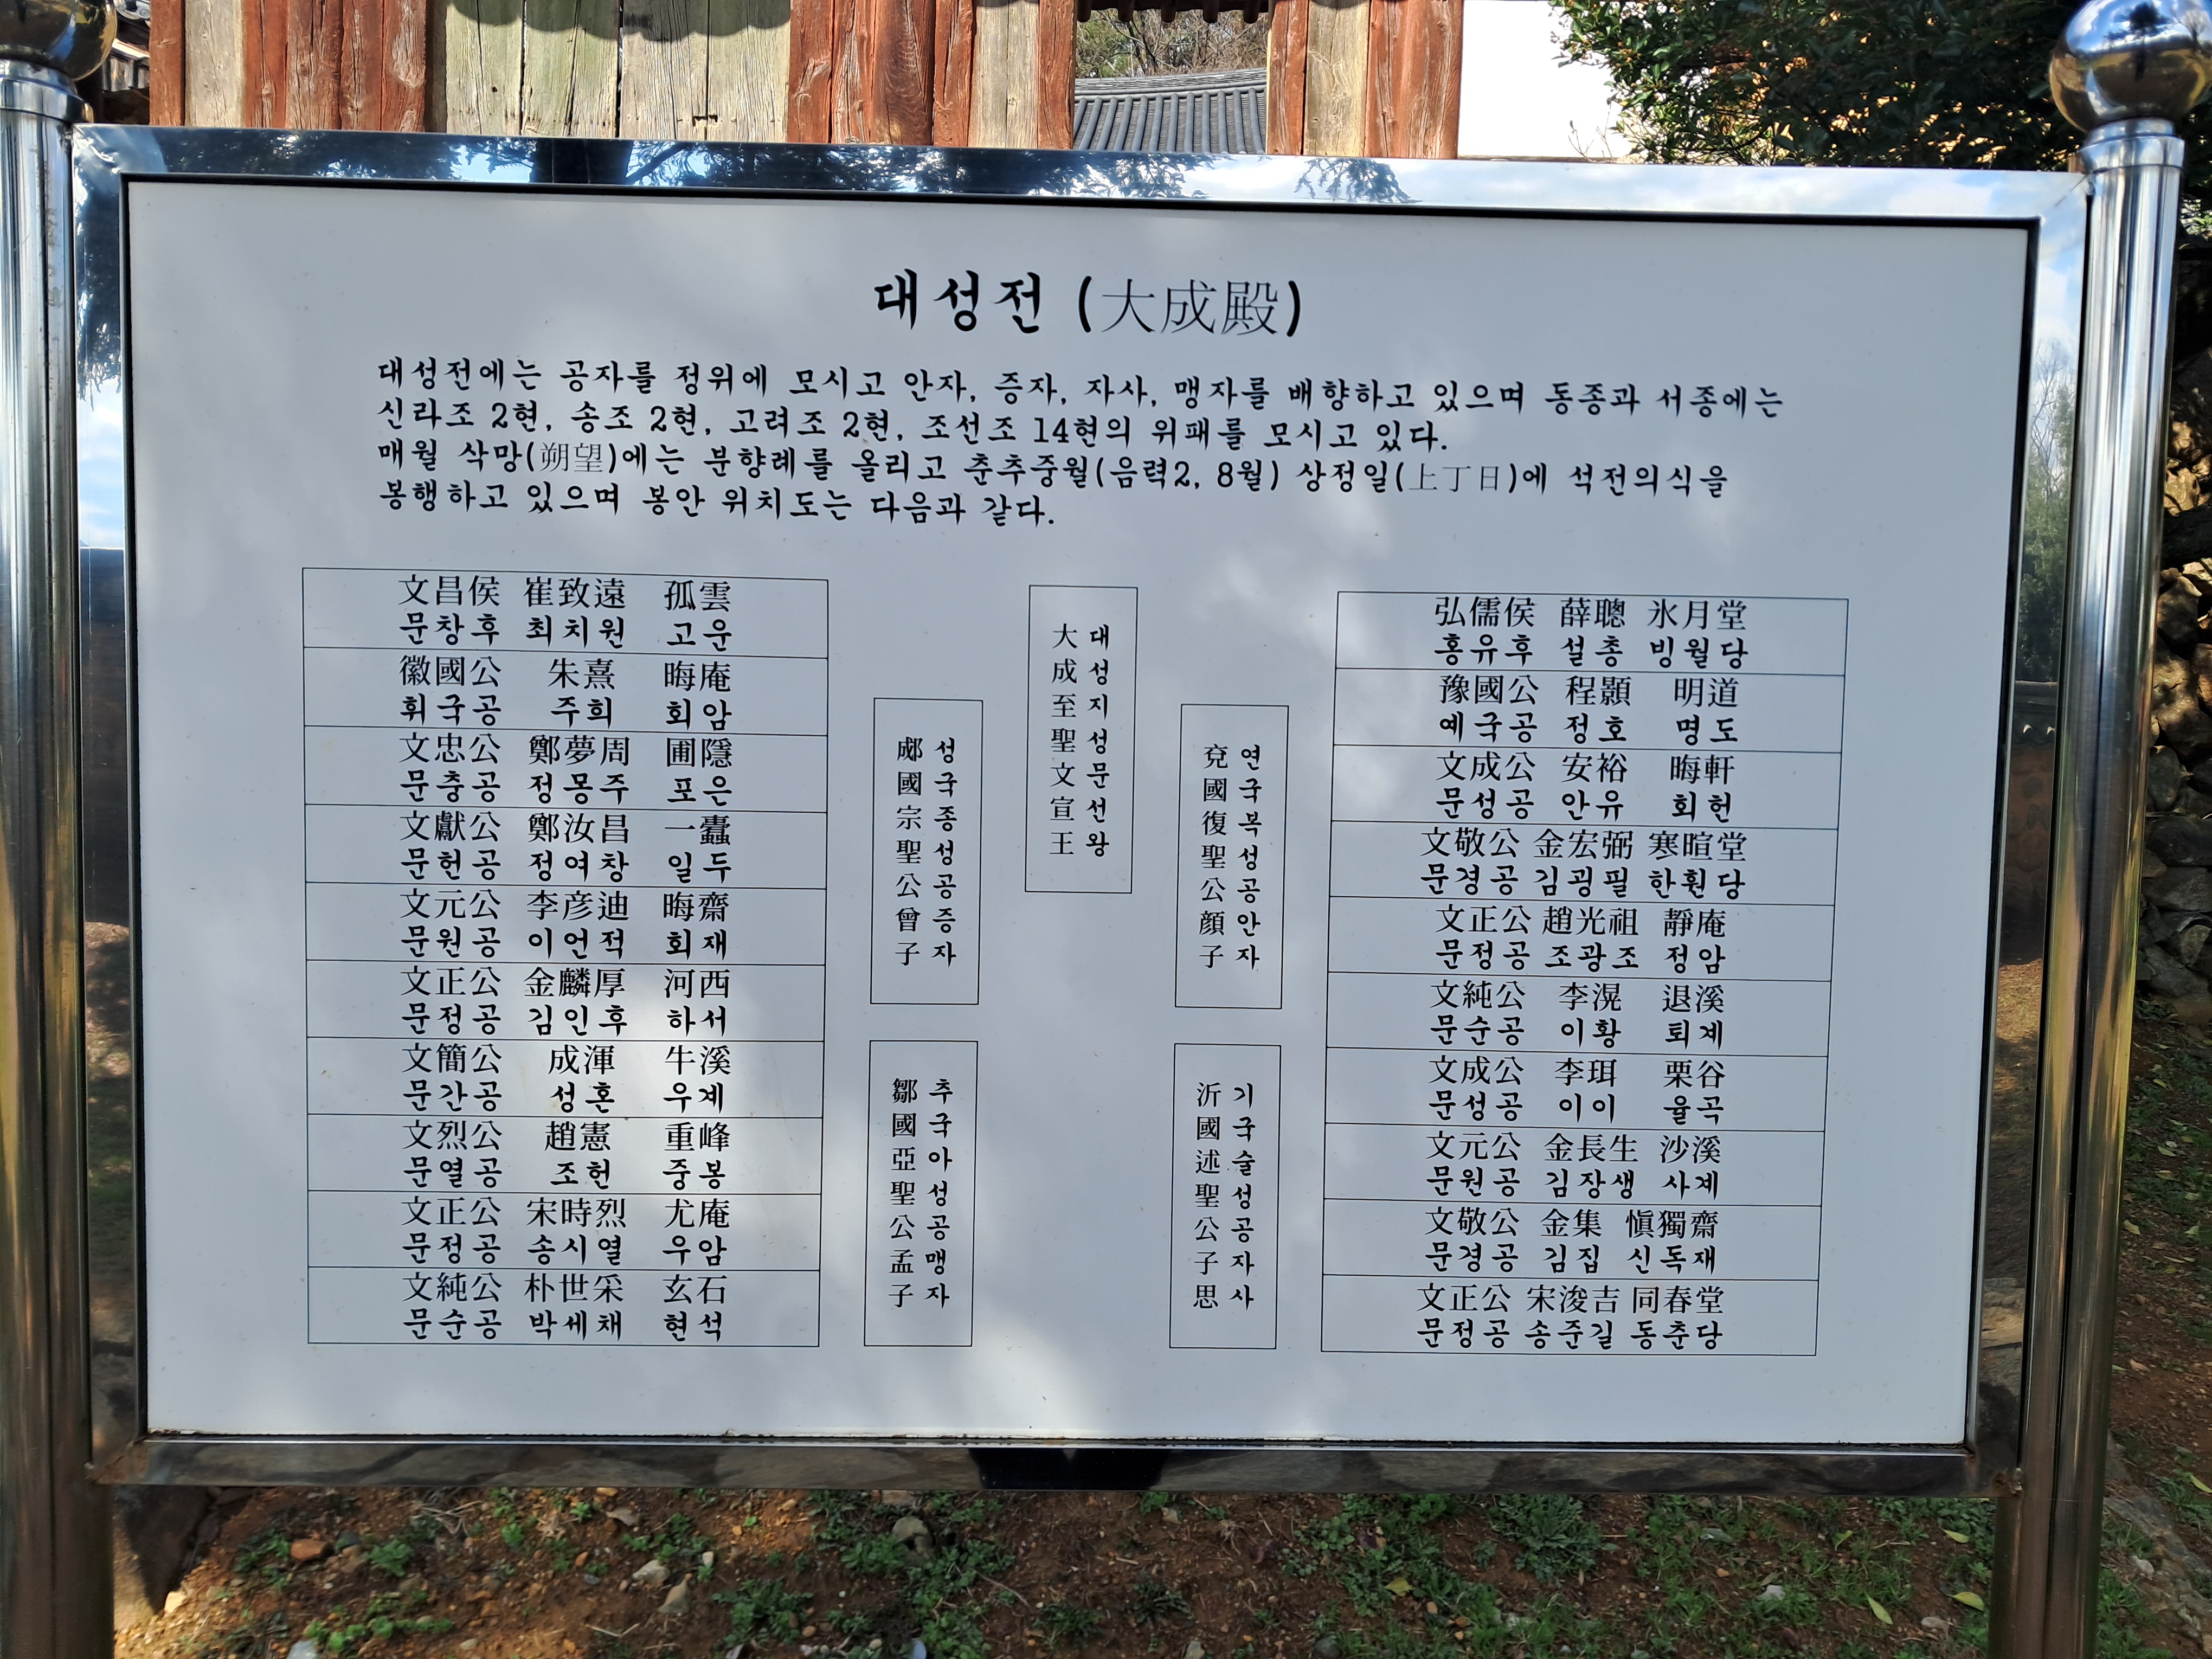 대성전 (大成殿)
대성전에는 공자를 정위에 모시고 안자, 증자, 자사, 맹자를 배향하고 있으며 동종과 서종에는
신라조 2현, 송조 2현, 고려조 2현, 조선조 14현의 위패를 모시고 있다.
매월 삭망(朔望)에는 분향례를 올리고 춘추중월(음력2, 8월) 상정일(上丁日)에 석전의식을
봉행하고 있으며 봉안 위치도는 다음과 같다.
文昌侯 崔致遠 孤雲
문창후 최치원 고운
徽國公 朱熹 晦庵
휘국공 주희 회암
文忠公 鄭夢周 圃隱
문충공 정몽주 포은
文獻公 鄭汝昌 一蠹
문헌공 정여창 일두
文元公 李彦迪 晦齋
문원공 이언적 회재
文正公 金麟厚 河西
문정공 김인후 하서
文簡公 成渾 牛溪
문간공 성혼 우계
文烈公 趙憲 重峰
문열공 조헌 중봉
文正公 宋時烈 尤庵
문정공 송시열 우암
文純公 朴世采 玄石
문순공 박세채 현석
郕國宗聖公曾子
성국종성공증자
鄒國亞聖公孟子
추국아성공맹자
大成至聖文宣王
대성지성문선왕
兗國復聖公顔子
연국복성공안자
沂國述聖公子思
기국술성공자사
弘儒侯 薛聰 氷月堂
홍유후 설총 빙월당
豫國公 程顥 明道
예국공 정호 명도
文成公 安裕 晦軒
문성공 안유 회헌
文敬公 金宏弼 寒暄堂
문경공 김굉필 한훤당
文正公 趙光祖 靜庵
문정공 조광조 정암
文純公 李滉 退溪
문순공 이황 퇴계
文成公 李珥 栗谷
문성공 이이 율곡
文元公 金長生 沙溪
문원공 김장생 사계
文敬公 金集 愼獨齋
문경공 김집 신독재
文正公 宋浚吉 同春堂
문정공 송준길 동춘당